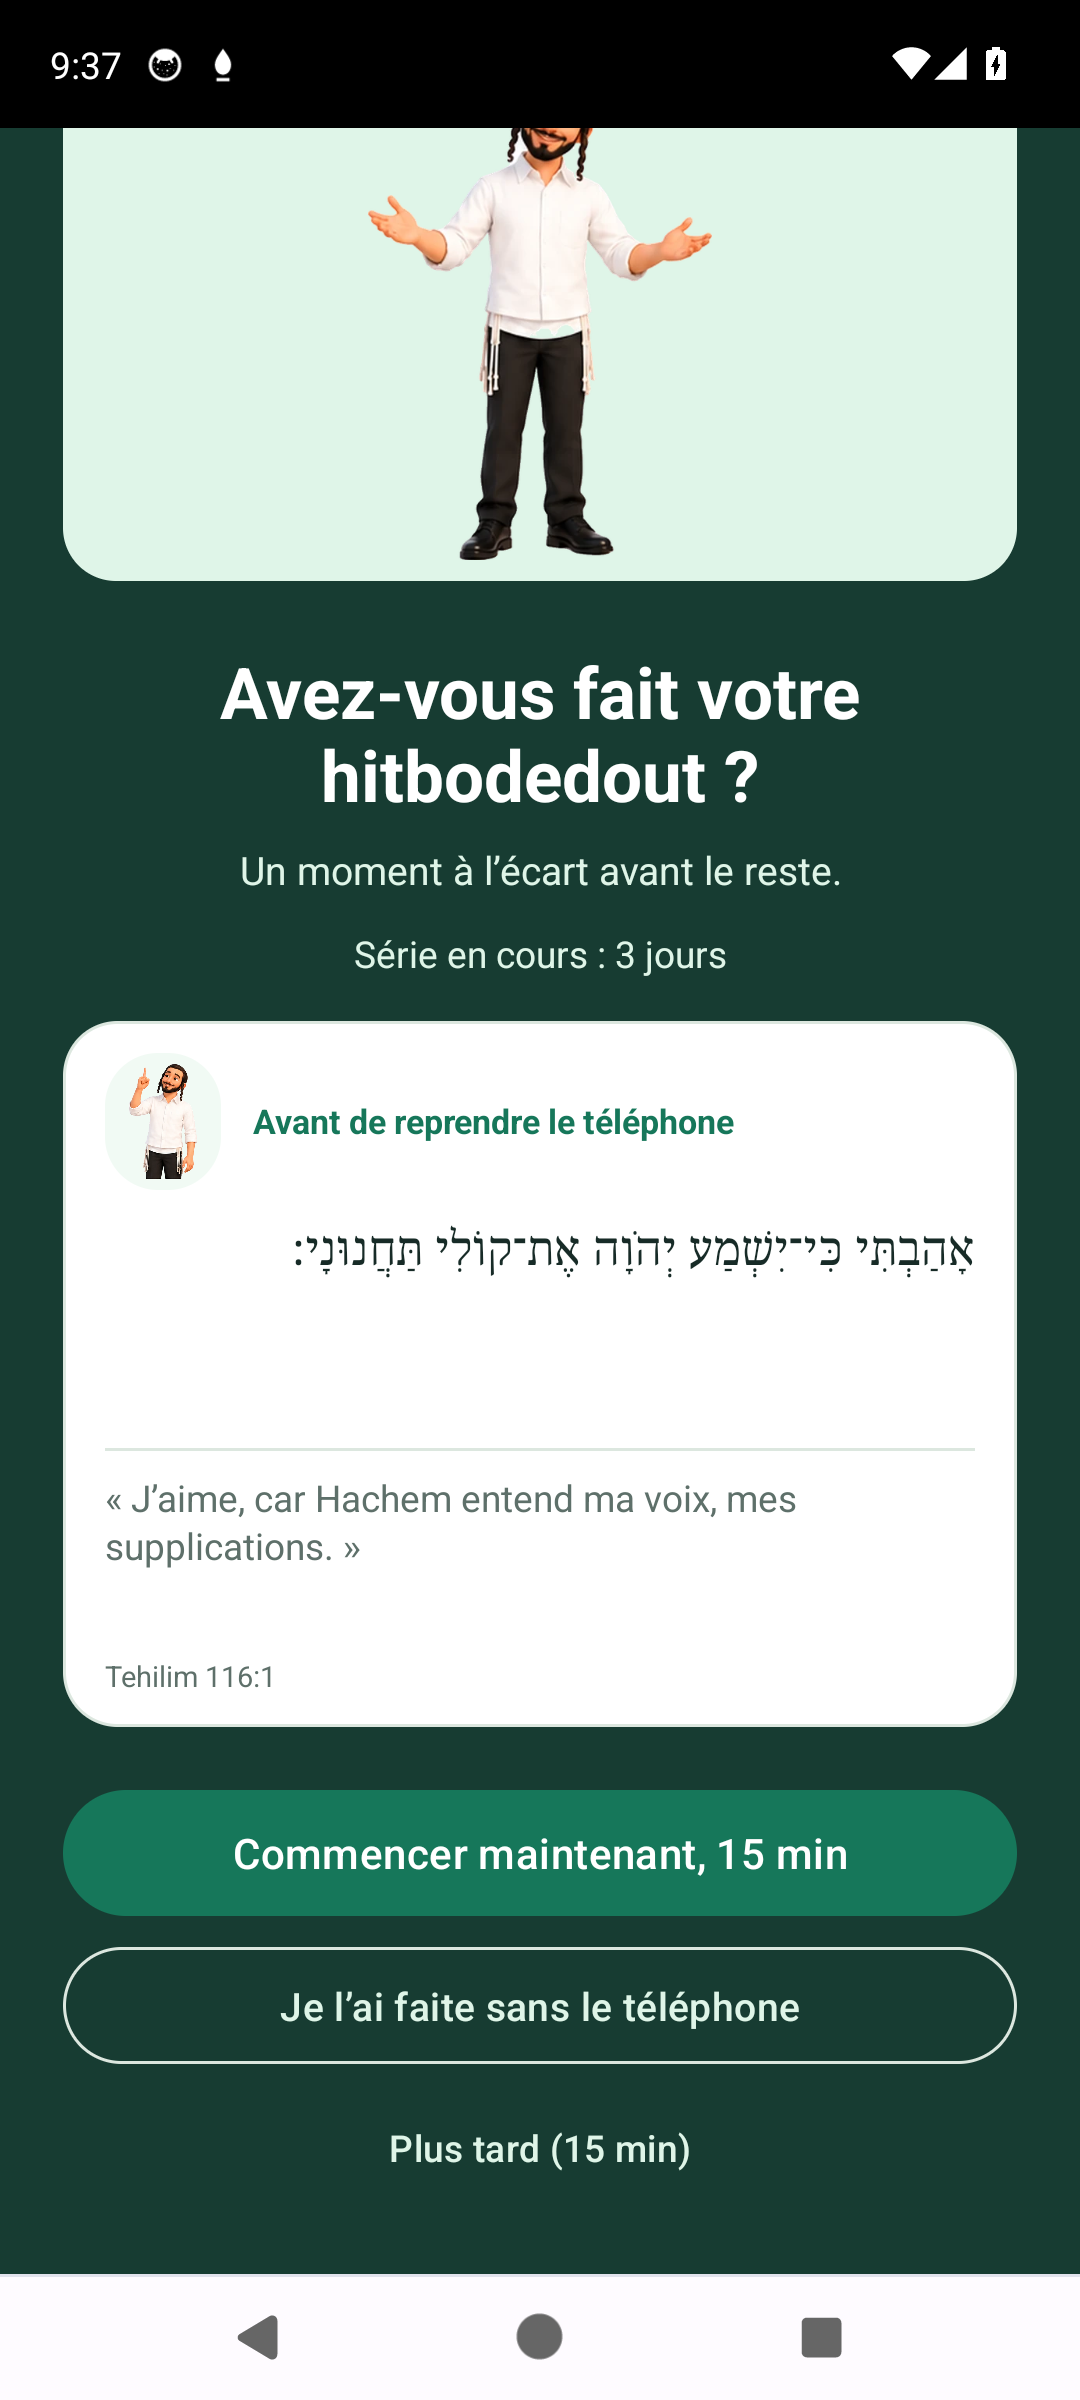 9:37
Avez-vous fait votre
hitbodedout ?
Un moment à l’écart avant le reste.
Série en cours : 3 jours
Avant de reprendre le téléphone
אָהַבְתִּי כִּי־יִשְׁמַע יְהֹוָה אֶת־קוֹלִי תַּחֲנוּנָי׃
« J’aime, car Hachem entend ma voix, mes
supplications. »
Tehilim 116:1
Commencer maintenant, 15 min
Je l’ai faite sans le téléphone
Plus tard (15 min)